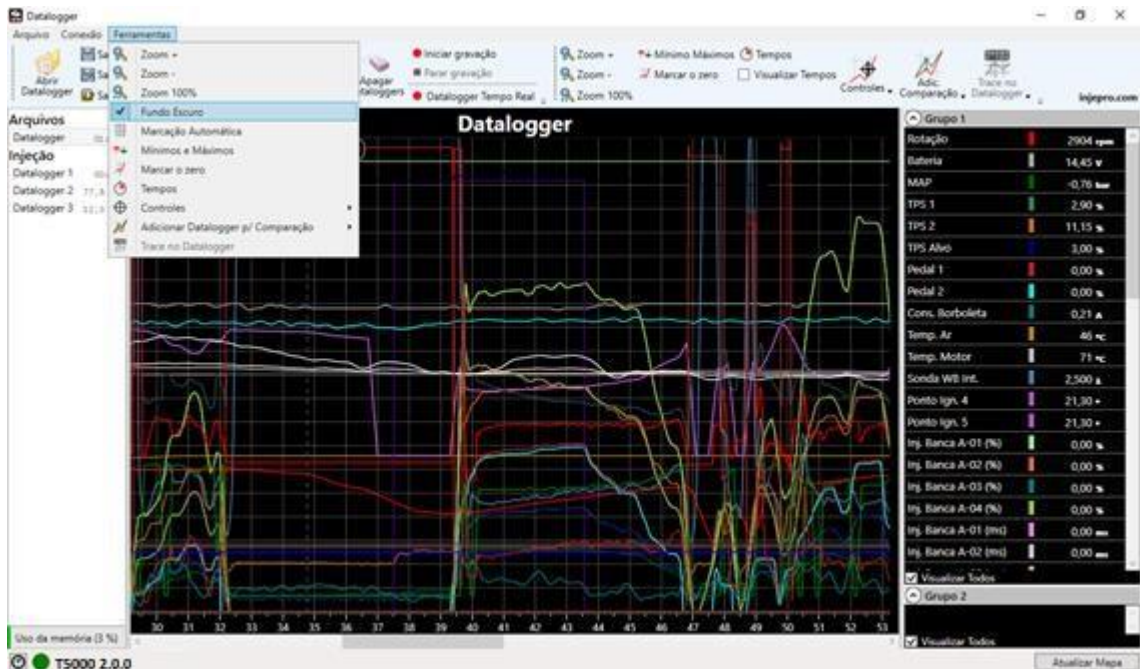 Datalogger
Arquivo Conexão Ferramentas
Abrir Datalogger
Zoom +
Zoom -
Zoom 100%
Fundo Escuro
Marcação Automática
Mínimos e Máximos
Marcar o zero
Tempos
Controles
Adicionar Datalogger p/ Comparação
Trace no Datalogger
Apagar
Iniciar gravação
Parar gravação
Datalogger Tempo Real
Zoom +
Zoom -
Zoom 100%
Mínimo Máximos
Marcar o zero
Tempos
Visualizar Tempos
Controles
Adic. Comparação
Trace no Datalogger
injepro.com
Arquivos
Datalogger
Injeção
Datalogger 1
Datalogger 2
Datalogger 3
Datalogger
30 31 32 33 34 35 36 37 38 39 40 41 42 43 44 45 46 47 48 49 50 51 52 53
Grupo 1
Rotação 2904 rpm
Bateria 14,45 v
MAP -0,76 bar
TPS 1 2,90 %
TPS 2 11,15 %
TPS Alvo 3,00 %
Pedal 1 0,00 %
Pedal 2 0,00 %
Cons. Borboleta 0,21 A
Temp. Ar 46 °C
Temp. Motor 71 °C
Sonda WB Int. 2,500
Ponto Ign. 4 21,30 °
Ponto Ign. 5 21,30 °
Inj. Banca A-01 (%) 0,00 %
Inj. Banca A-02 (%) 0,00 %
Inj. Banca A-03 (%) 0,00 %
Inj. Banca A-04 (%) 0,00 %
Inj. Banca A-01 (ms) 0,00 ms
Inj. Banca A-02 (ms) 0,00 ms
Visualizar Todos
Grupo 2
Visualizar Todos
Uso da memória (3 %)
T5000 2.0.0
Atualizar Mapa